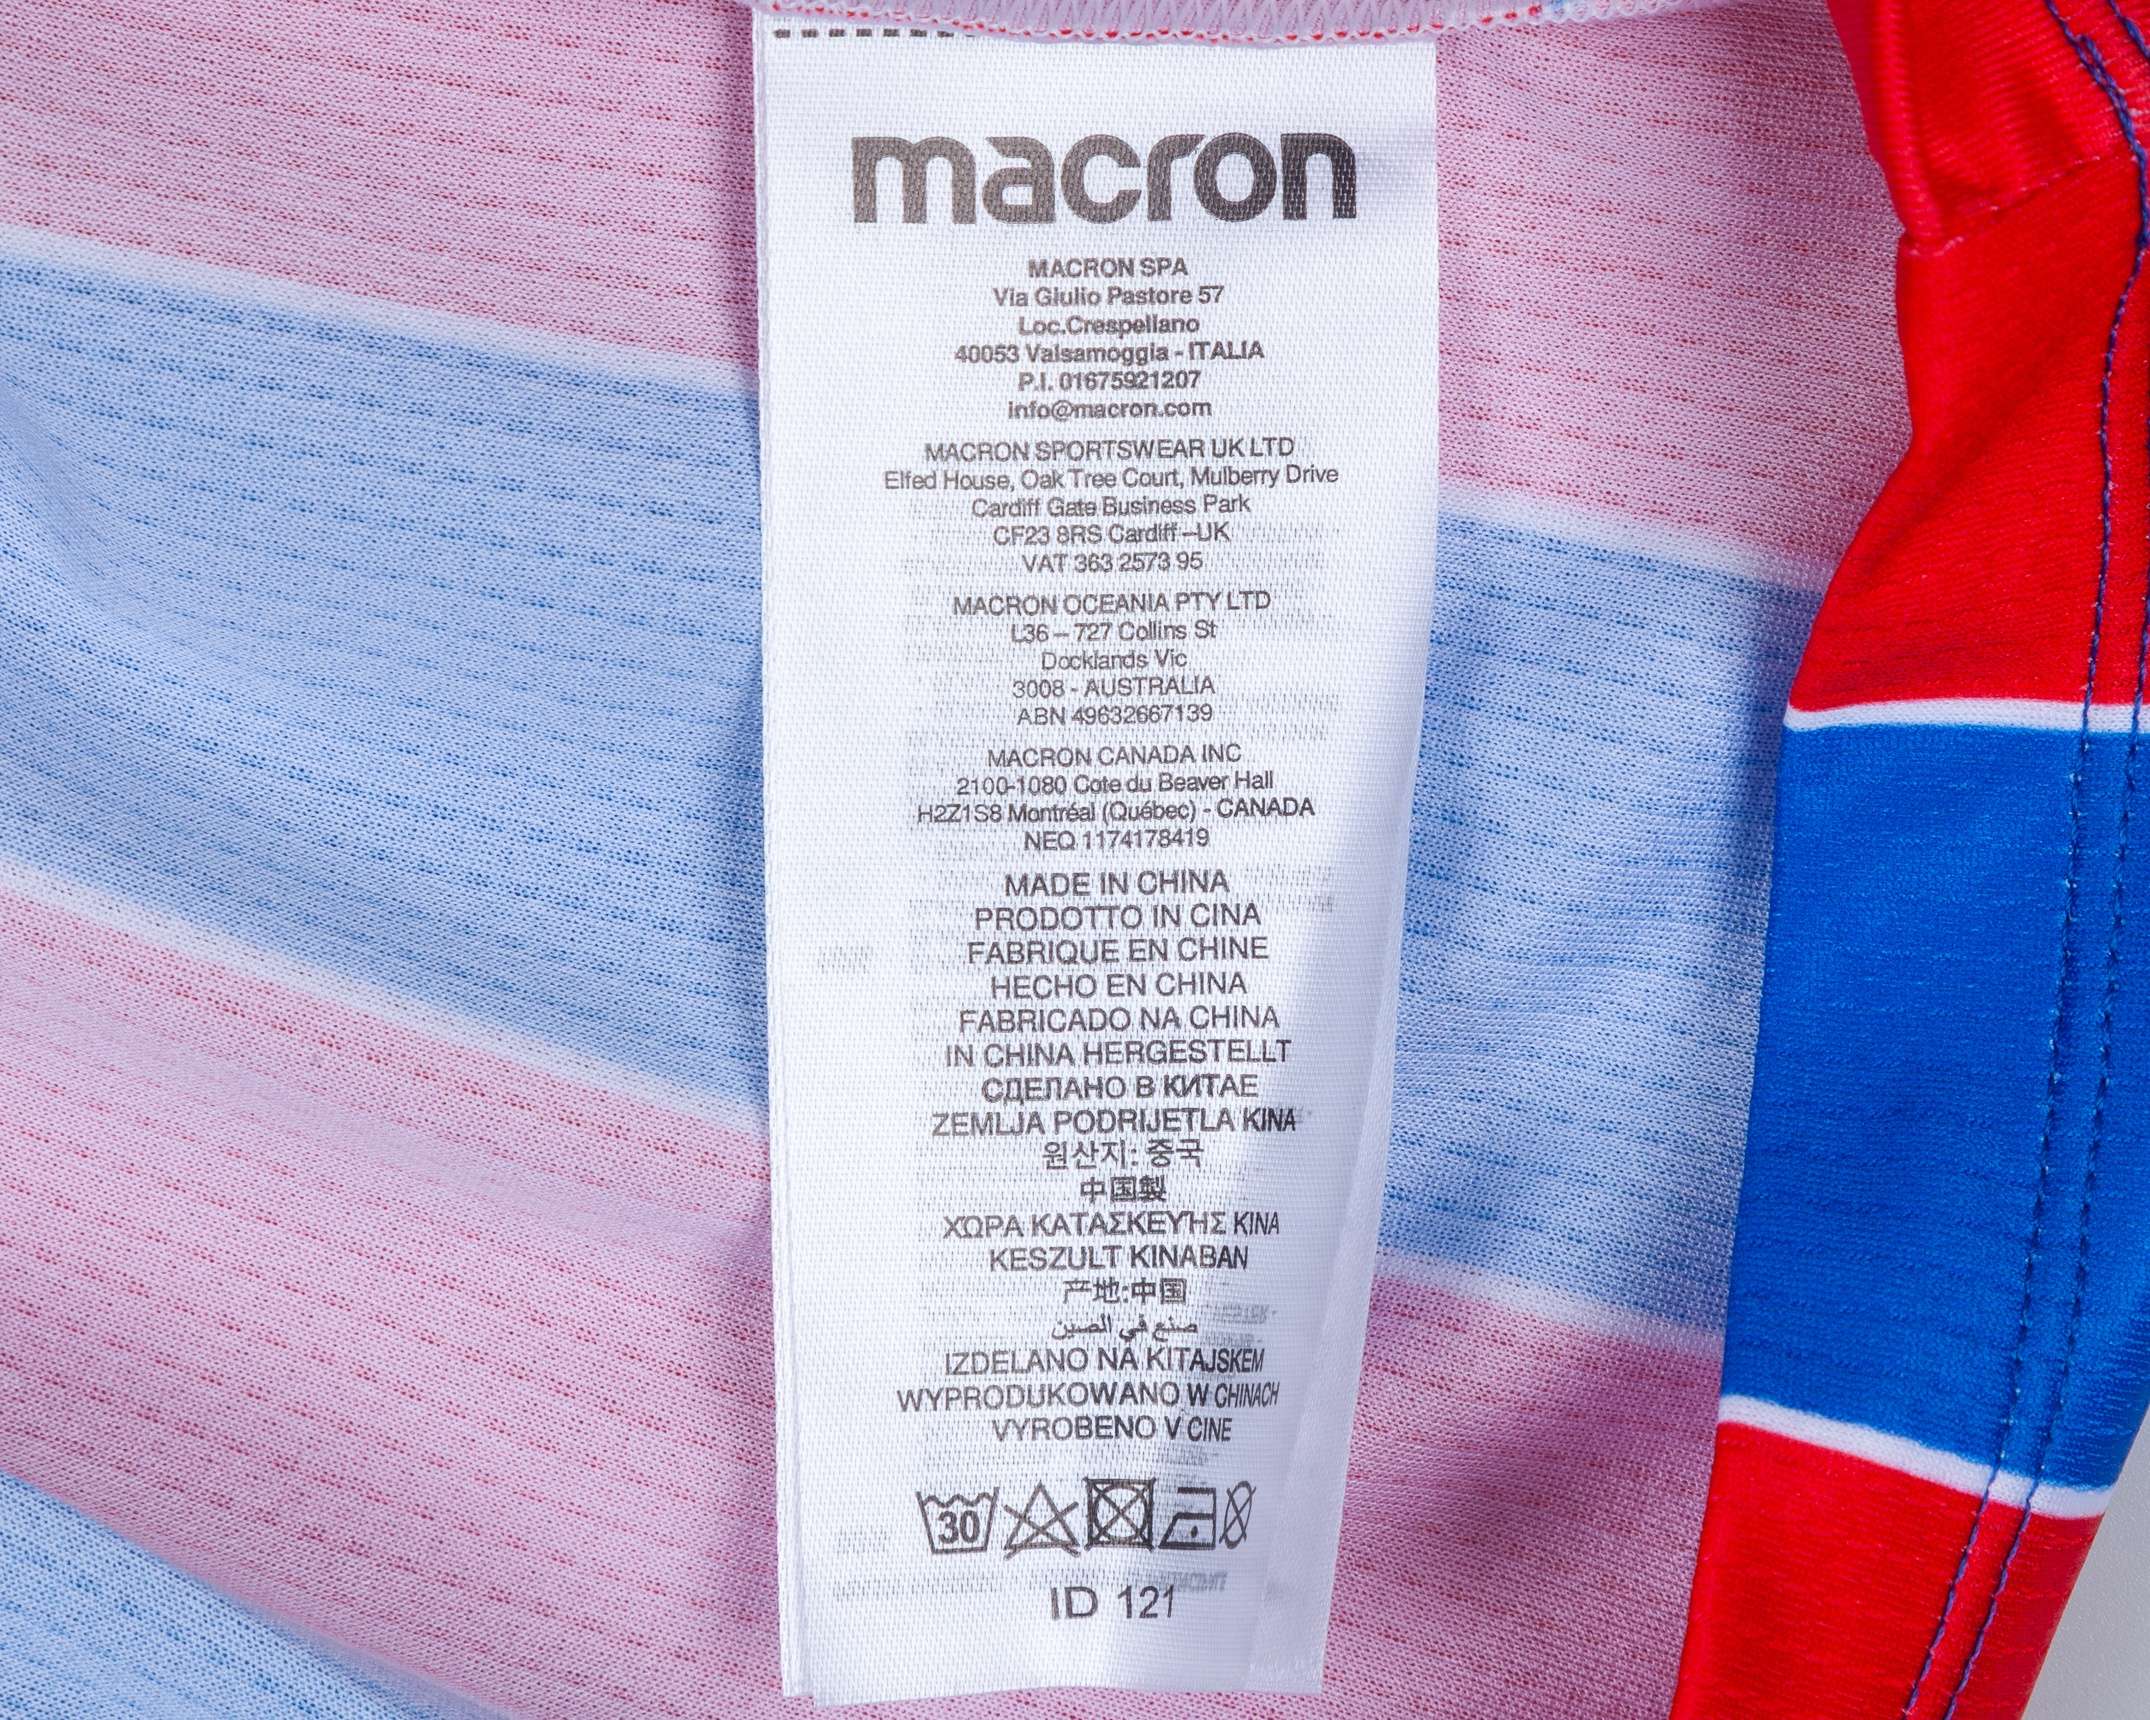 macron
MACRON SPA
Via Giulio Pastore 57
Loc.Crespellano
40053 Valsamoggia - ITALIA
P.I. 01675921207
info@macron.com
MACRON SPORTSWEAR UK LTD
Elfed House, Oak Tree Court, Mulberry Drive
Cardiff Gate Business Park
CF23 8RS Cardiff –UK
VAT 363 2573 95
MACRON OCEANIA PTY LTD
L36 – 727 Collins St
Docklands Vic
3008 - AUSTRALIA
ABN 49632667139
MACRON CANADA INC
2100-1080 Cote du Beaver Hall
H2Z1S8 Montréal (Québec) - CANADA
NEQ 1174178419
MADE IN CHINA
PRODOTTO IN CINA
FABRIQUE EN CHINE
HECHO EN CHINA
FABRICADO NA CHINA
IN CHINA HERGESTELLT
СДЕЛАНО В КИТАЕ
ZEMLJA PODRIJETLA KINA
원산지: 중국
中国製
ΧΏΡΑ ΚΑΤΑΣΚΕΥΉΣ ΚΙΝΑ
KESZULT KINABAN
产地:中国
صنع في الصين
IZDELANO NA KITAJSKEM
WYPRODUKOWANO W CHINACH
VYROBENO V CINE
30
ID 121